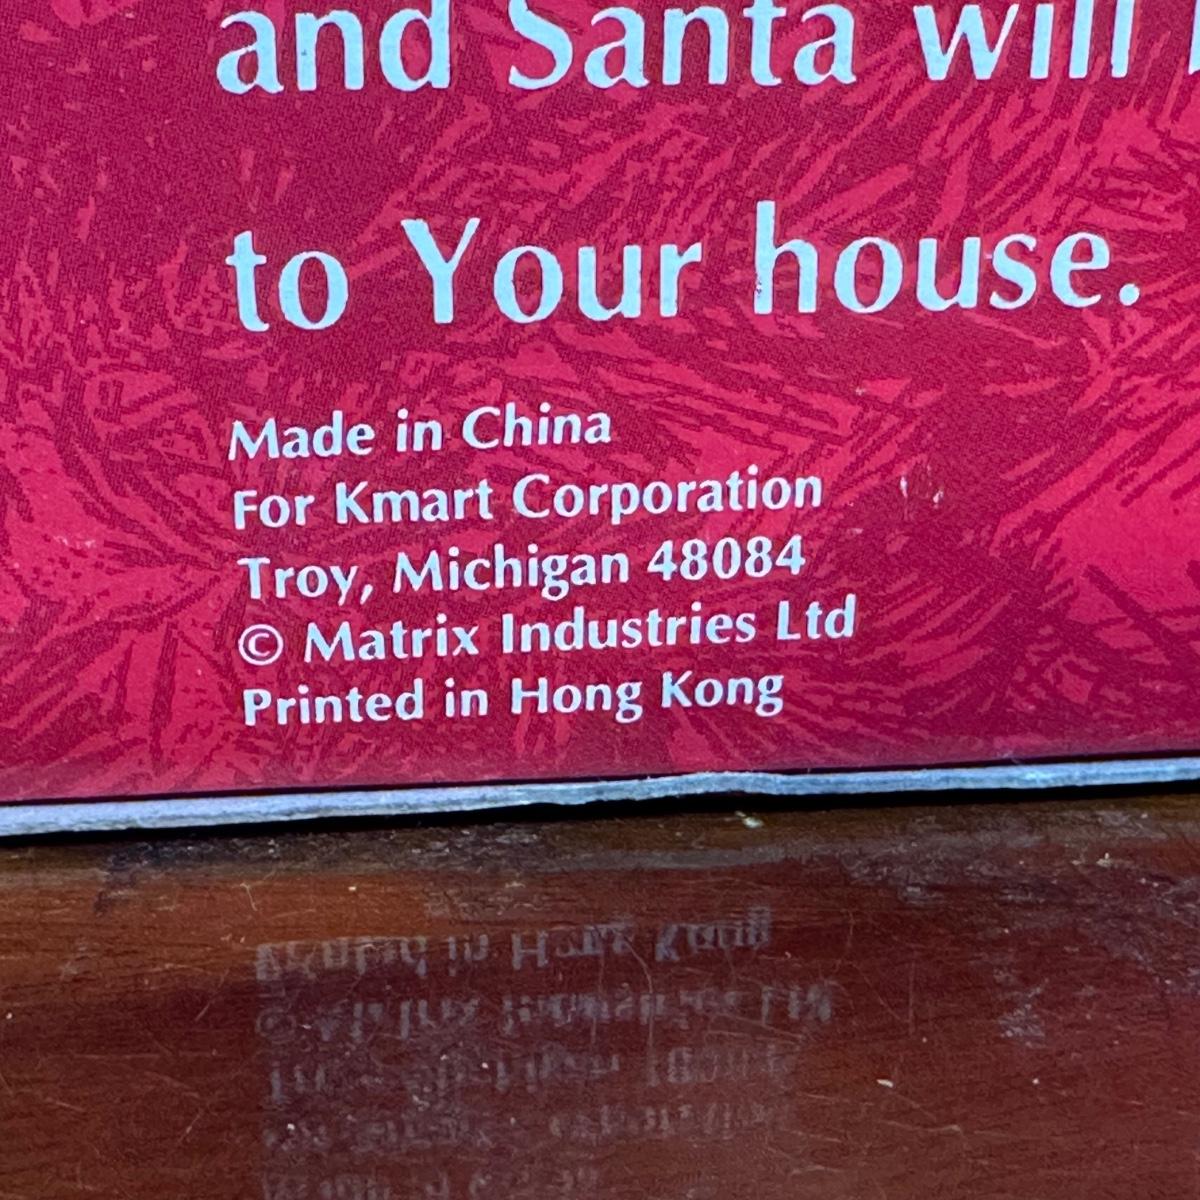 and Santa will
to Your house.
Made in China
For Kmart Corporation
Troy, Michigan 48084
© Matrix Industries Ltd
Printed in Hong Kong